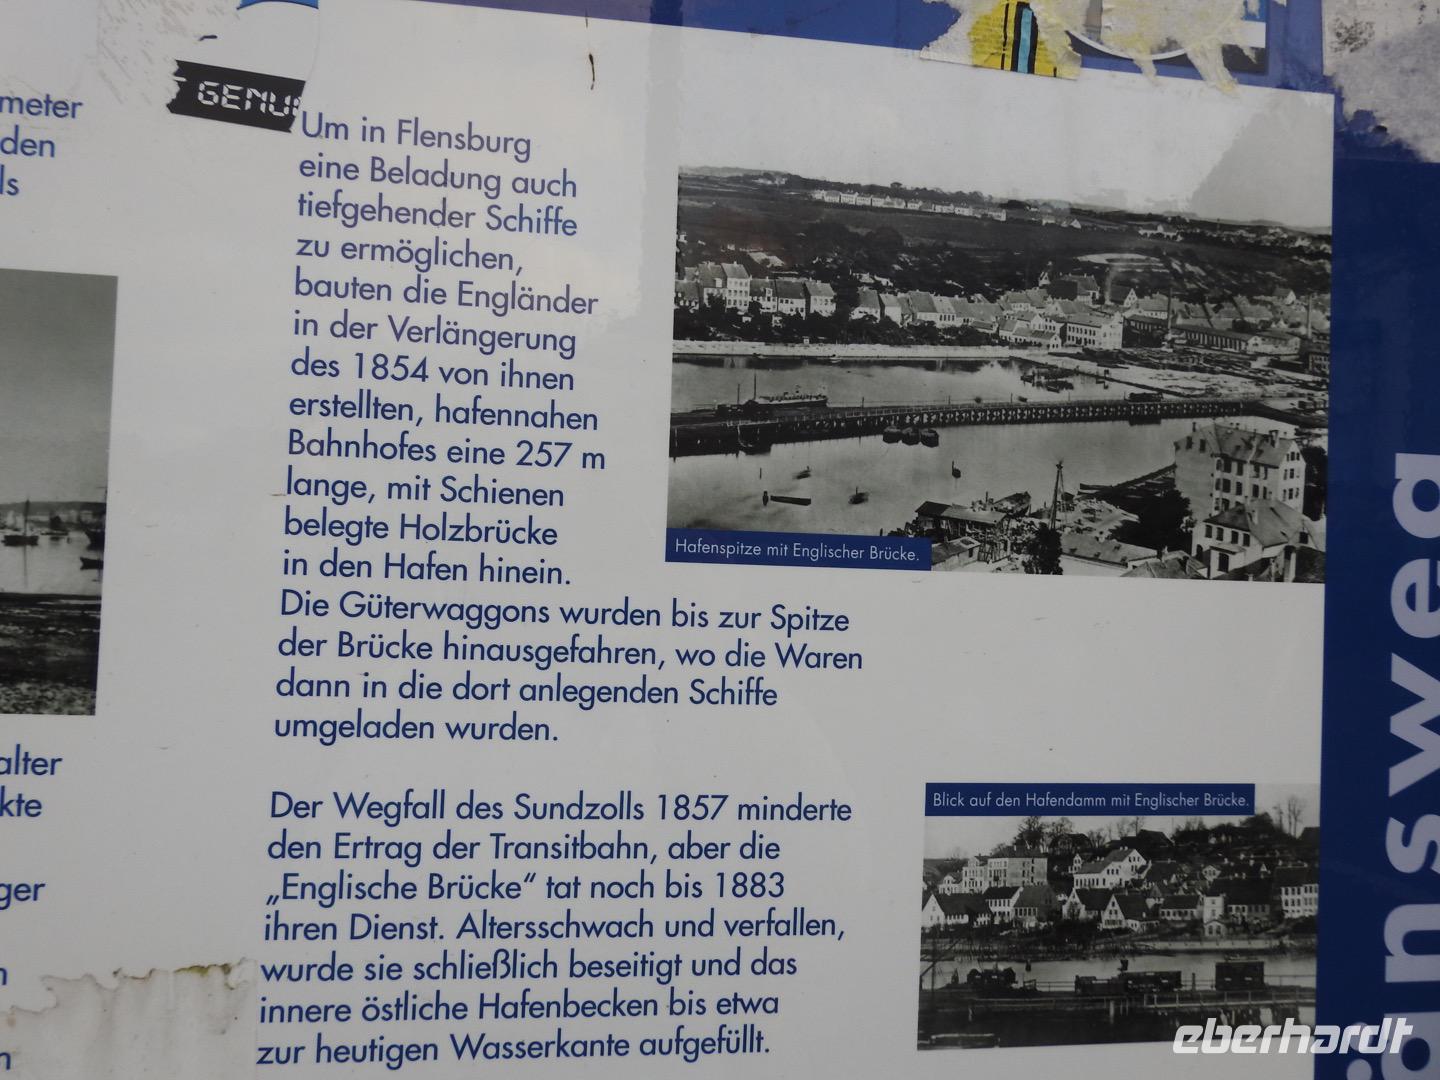 GENU
meter
den
ls
Um in Flensburg
eine Beladung auch
tiefgehender Schiffe
zu ermöglichen,
bauten die Engländer
in der Verlängerung
des 1854 von ihnen
erstellten, hafennahen
Bahnhofes eine 257 m
lange, mit Schienen
belegte Holzbrücke
in den Hafen hinein.
Die Güterwaggons wurden bis zur Spitze
der Brücke hinausgefahren, wo die Waren
dann in die dort anlegenden Schiffe
umgeladen wurden.
Hafenspitze mit Englischer Brücke.
alter
kte
ger
n
n
Der Wegfall des Sundzolls 1857 minderte
den Ertrag der Transitbahn, aber die
„Englische Brücke“ tat noch bis 1883
ihren Dienst. Altersschwach und verfallen,
wurde sie schließlich beseitigt und das
innere östliche Hafenbecken bis etwa
zur heutigen Wasserkante aufgefüllt.
Blick auf den Hafendamm mit Englischer Brücke.
änsweg
eberhardt